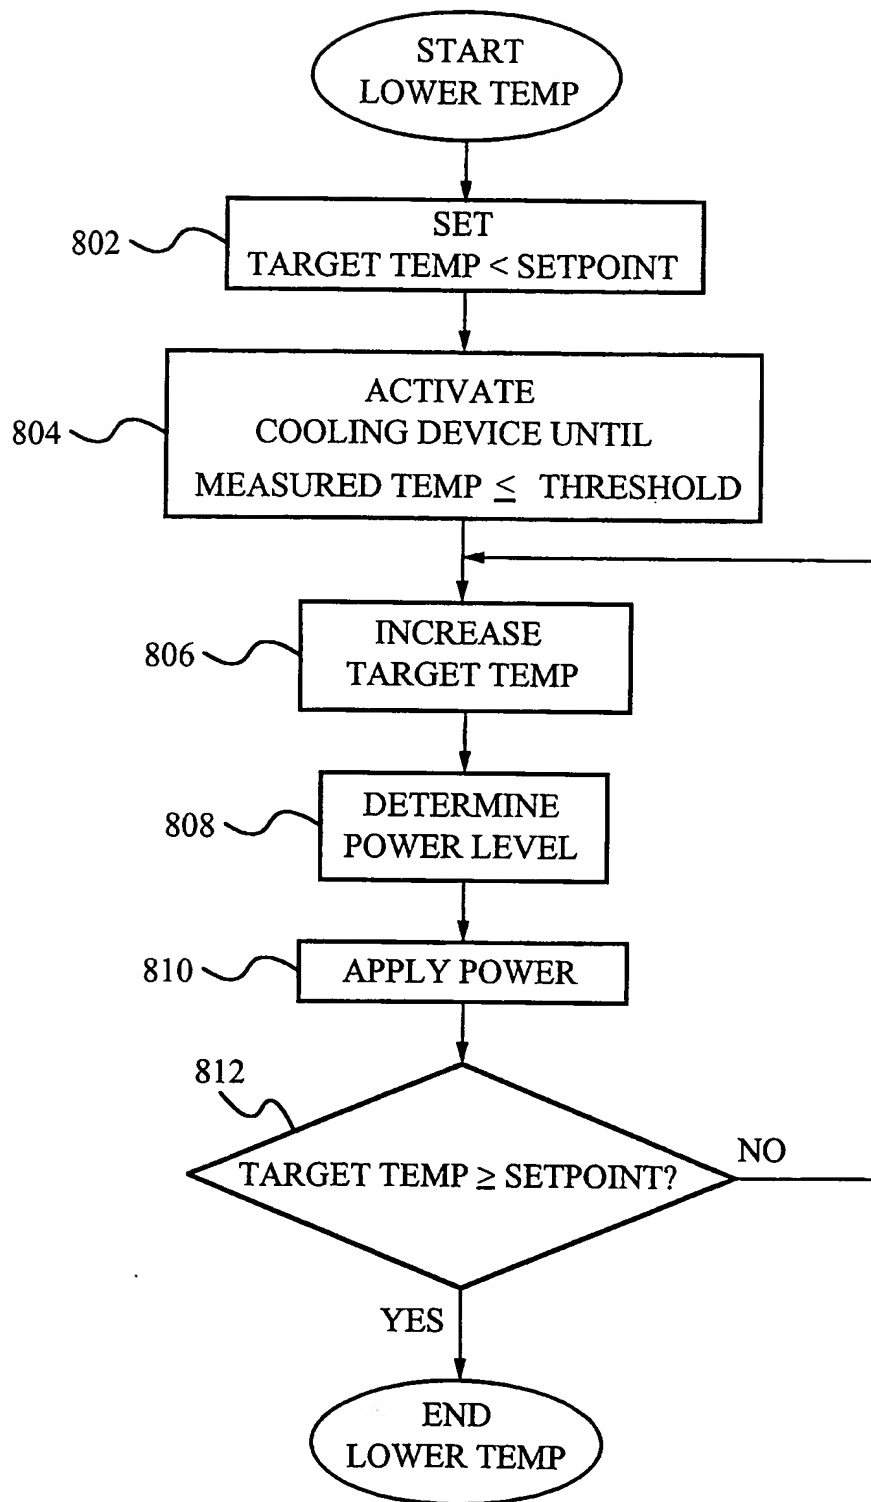 START
LOWER TEMP
802
SET
TARGET TEMP < SETPOINT
804
ACTIVATE
COOLING DEVICE UNTIL
MEASURED TEMP ≤ THRESHOLD
806
INCREASE
TARGET TEMP
808
DETERMINE
POWER LEVEL
810
APPLY POWER
812
TARGET TEMP ≥ SETPOINT?
NO
YES
END
LOWER TEMP